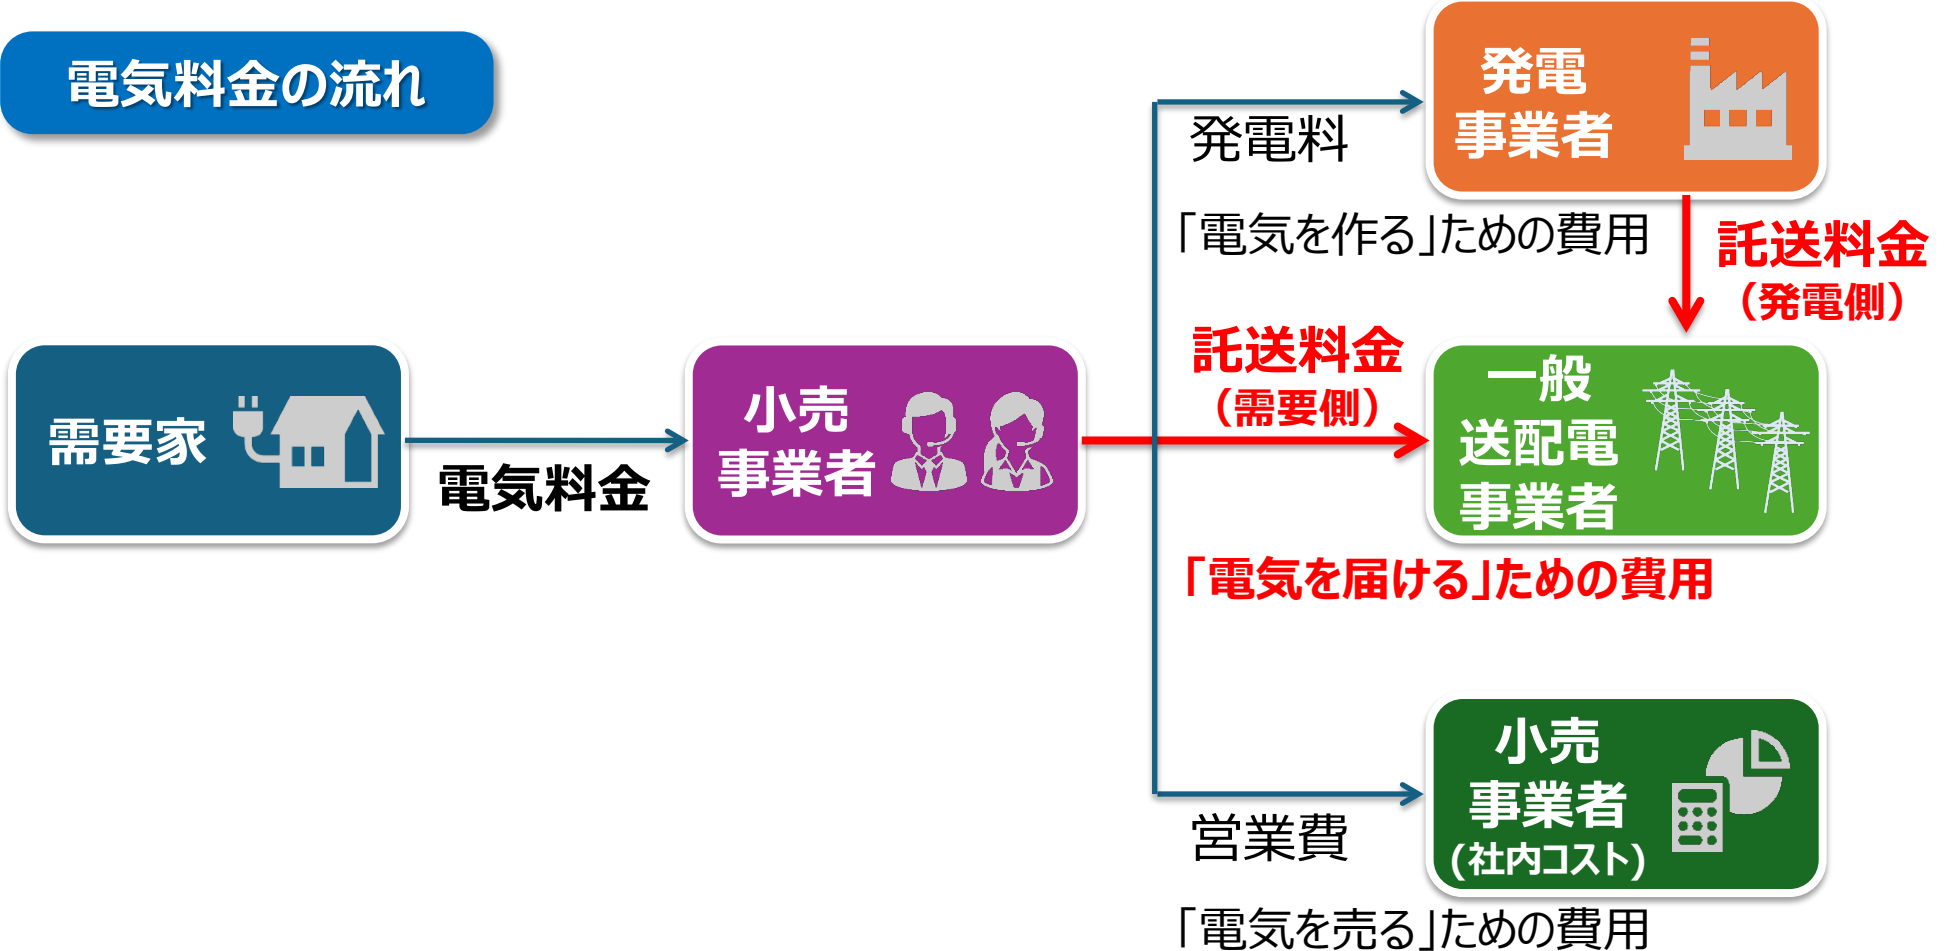 電気料金の流れ
需要家
電気料金
小売
事業者
発電料
「電気を作る」ための費用
発電
事業者
託送料金
（発電側）
託送料金
（需要側）
一般
送配電
事業者
「電気を届ける」ための費用
営業費
「電気を売る」ための費用
小売
事業者
(社内コスト)